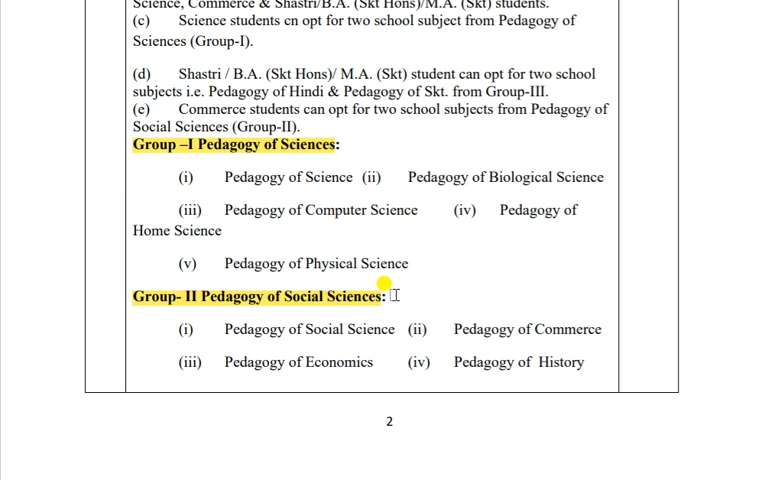 Science, Commerce & Shastri/B.A. (Skt Hons)/M.A. (Skt) students.
(c) Science students cn opt for two school subject from Pedagogy of
Sciences (Group-I).
(d) Shastri / B.A. (Skt Hons)/ M.A. (Skt) student can opt for two school
subjects i.e. Pedagogy of Hindi & Pedagogy of Skt. from Group-III.
(e) Commerce students can opt for two school subjects from Pedagogy of
Social Sciences (Group-II).
Group –I Pedagogy of Sciences:
(i) Pedagogy of Science (ii) Pedagogy of Biological Science
(iii) Pedagogy of Computer Science (iv) Pedagogy of
Home Science
(v) Pedagogy of Physical Science
Group- II Pedagogy of Social Sciences:
(i) Pedagogy of Social Science (ii) Pedagogy of Commerce
(iii) Pedagogy of Economics (iv) Pedagogy of History
2